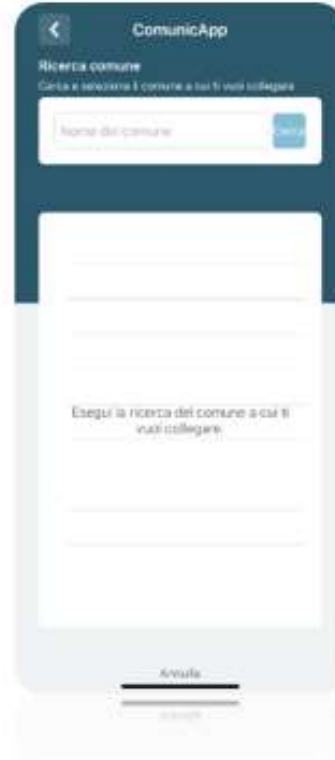 ComunicApp
Ricerca comune
Cerca e seleziona il comune a cui ti vuoi collegare
Nome del comune
Cerca
Esegui la ricerca del comune a cui ti
vuoi collegare
Annulla